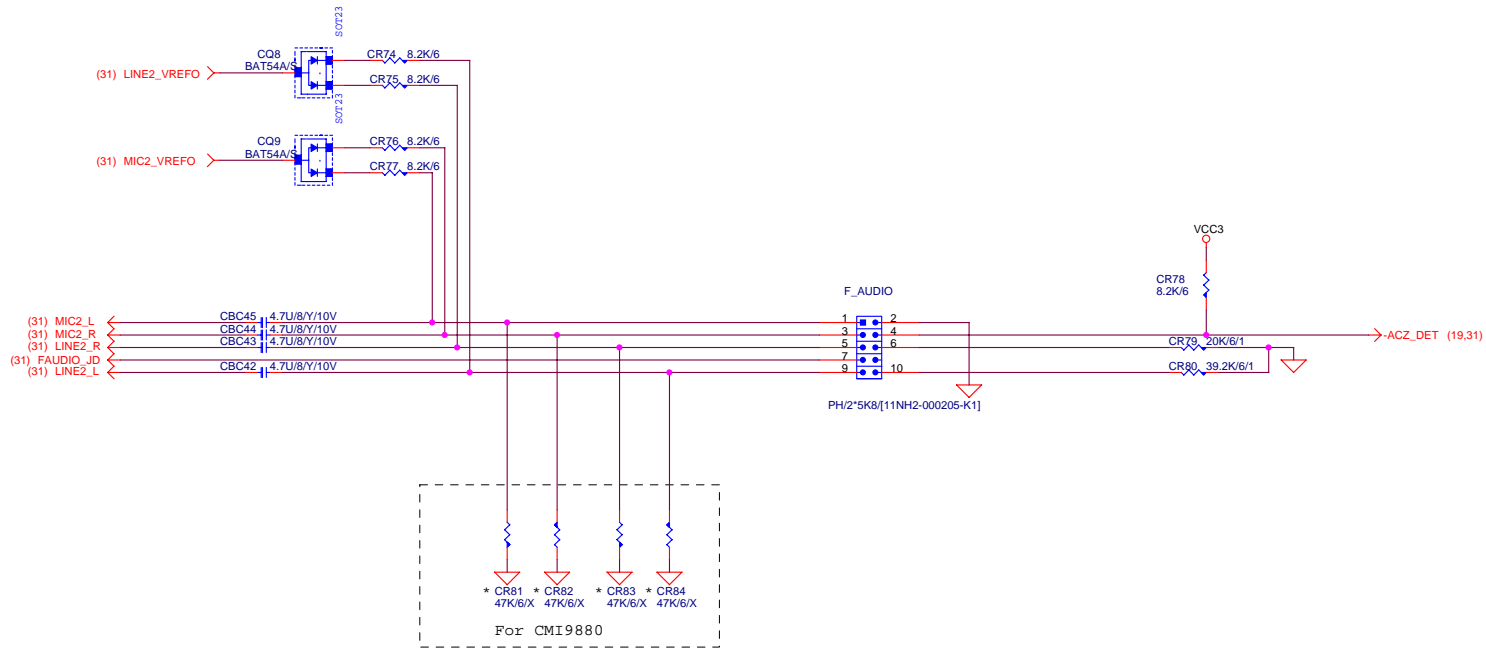 SOT23
CQ8
BAT54A/S
CR74 8.2K/6
(31) LINE2_VREFO
CR75 8.2K/6
SOT23
CQ9
BAT54A/S
CR76 8.2K/6
(31) MIC2_VREFO
CR77 8.2K/6
VCC3
CR78
8.2K/6
F_AUDIO
(31) MIC2_L
CBC45 4.7U/8/Y/10V
1 2
(31) MIC2_R
CBC44 4.7U/8/Y/10V
3 4
-ACZ_DET (19,31)
(31) LINE2_R
CBC43 4.7U/8/Y/10V
5 6
CR79 20K/6/1
(31) FAUDIO_JD
7
(31) LINE2_L
CBC42 4.7U/8/Y/10V
9 10
CR80 39.2K/6/1
PH/2*5K8/[11NH2-000205-K1]
* CR81 * CR82 * CR83 * CR84
47K/6/X 47K/6/X 47K/6/X 47K/6/X
For CMI9880